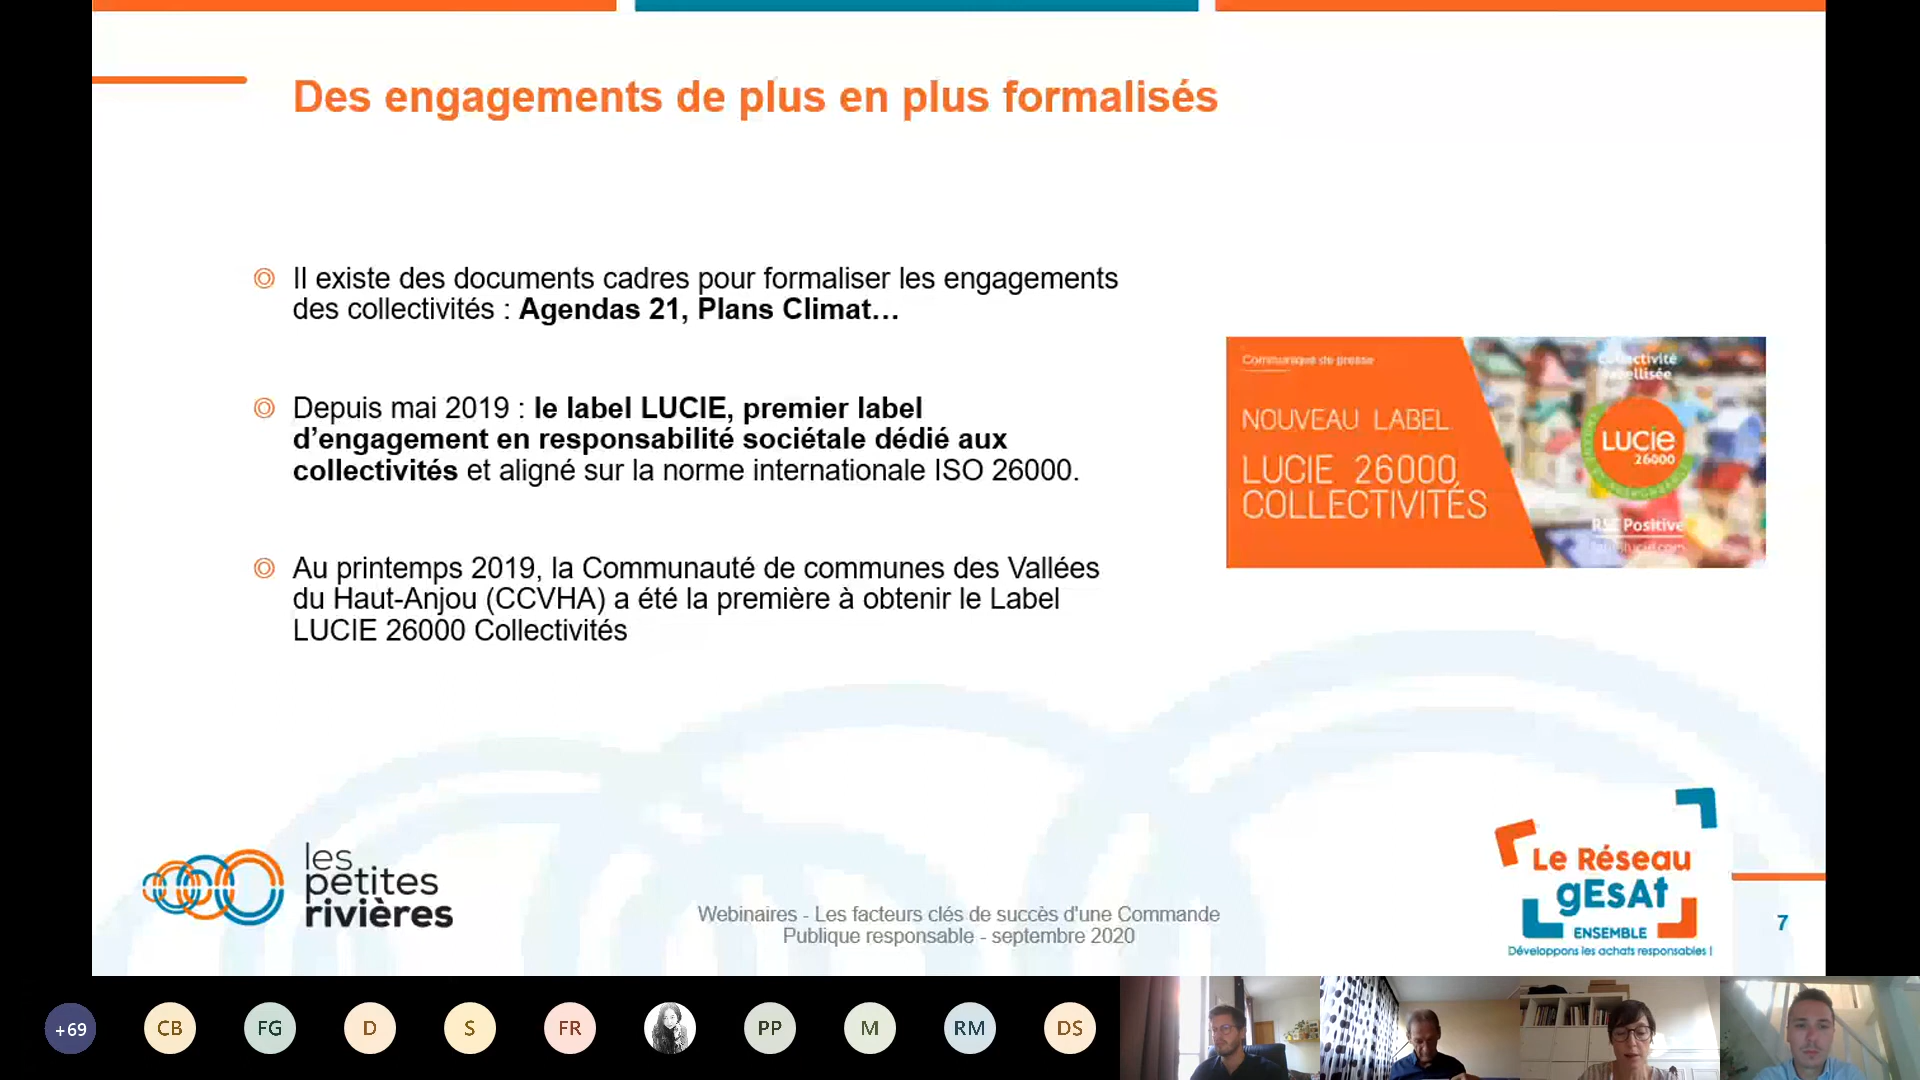 Des engagements de plus en plus formalisés
Il existe des documents cadres pour formaliser les engagements
des collectivités : Agendas 21, Plans Climat…
Depuis mai 2019 : le label LUCIE, premier label
d’engagement en responsabilité sociétale dédié aux
collectivités et aligné sur la norme internationale ISO 26000.
Au printemps 2019, la Communauté de communes des Vallées
du Haut-Anjou (CCVHA) a été la première à obtenir le Label
LUCIE 26000 Collectivités
Communiqué de presse
NOUVEAU LABEL
LUCIE 26000
COLLECTIVITÉS
Collectivité
labellisée
LUCIE
26000
RSE Positive
les
petites
rivières
Webinaires - Les facteurs clés de succès d'une Commande
Publique responsable - septembre 2020
Le Réseau
gEsAt
ENSEMBLE
Développons les achats responsables !
7
+69
CB
FG
D
S
FR
PP
M
RM
DS